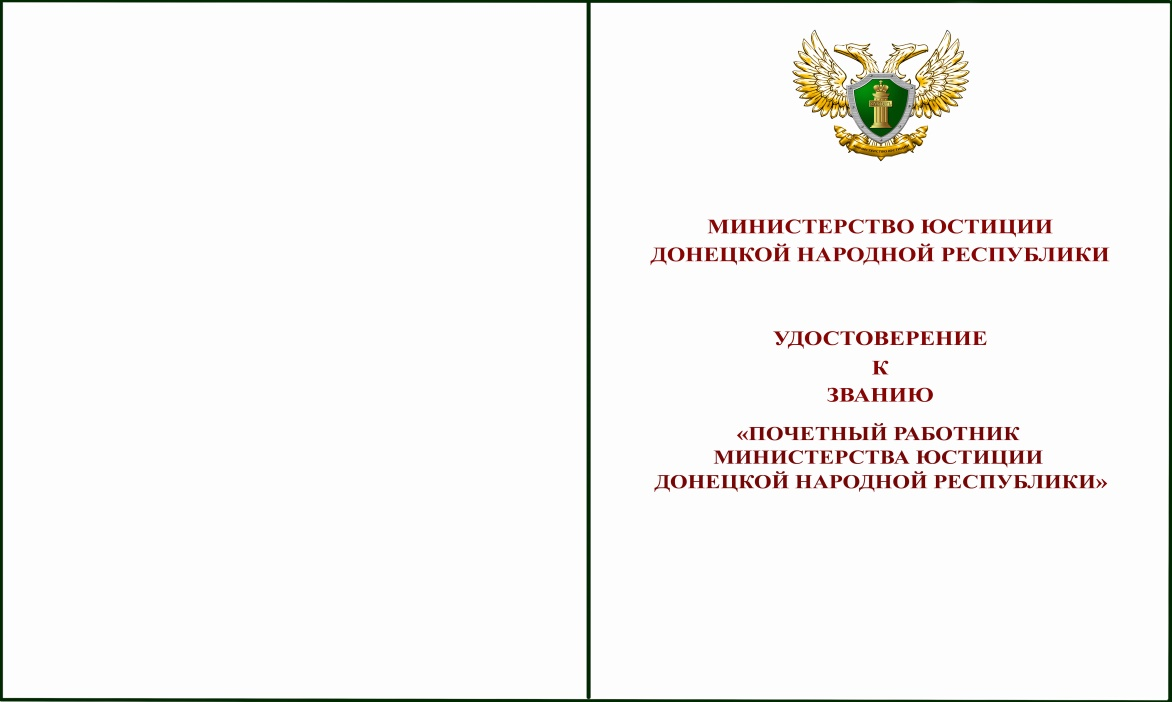 МИНИСТЕРСТВО ЮСТИЦИИ
ДОНЕЦКОЙ НАРОДНОЙ РЕСПУБЛИКИ
УДОСТОВЕРЕНИЕ
К
ЗВАНИЮ
«ПОЧЕТНЫЙ РАБОТНИК
МИНИСТЕРСТВА ЮСТИЦИИ
ДОНЕЦКОЙ НАРОДНОЙ РЕСПУБЛИКИ»